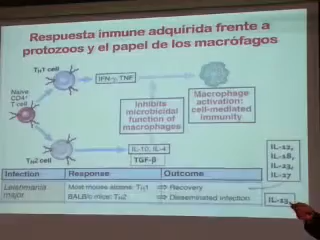 Respuesta inmune adquirida frente a
protozoos y el papel de los macrófagos
TH1 cell
IFN-γ, TNF
Naive
CD4+
T cell
Inhibits
microbicidal
function of
macrophages
Macrophage
activation:
cell-mediated
immunity
TH2 cell
IL-10, IL-4
TGF-β
IL-12,
IL-18,
IL-23,
IL-27
Infection Response Outcome
Leishmania
major
Most mouse strains: TH1 ⇒ Recovery
BALB/c mice: TH2 ⇒ Disseminated infection
IL-13,